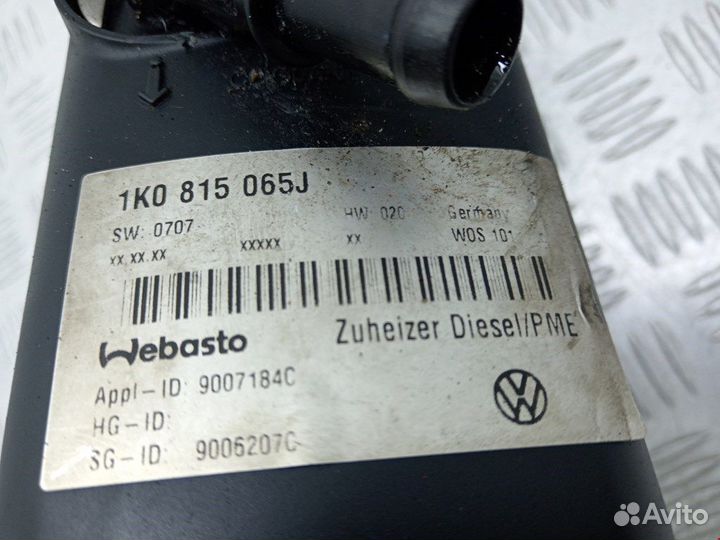 1K0 815 065J
SW: 0707 HW 020 Germany
xx.xx.xx xxxxx xx WOS 101
Webasto Zuheizer Diesel/PME
Appl-ID: 9007184C
HG-ID:
SG-ID: 9006207C
Avito